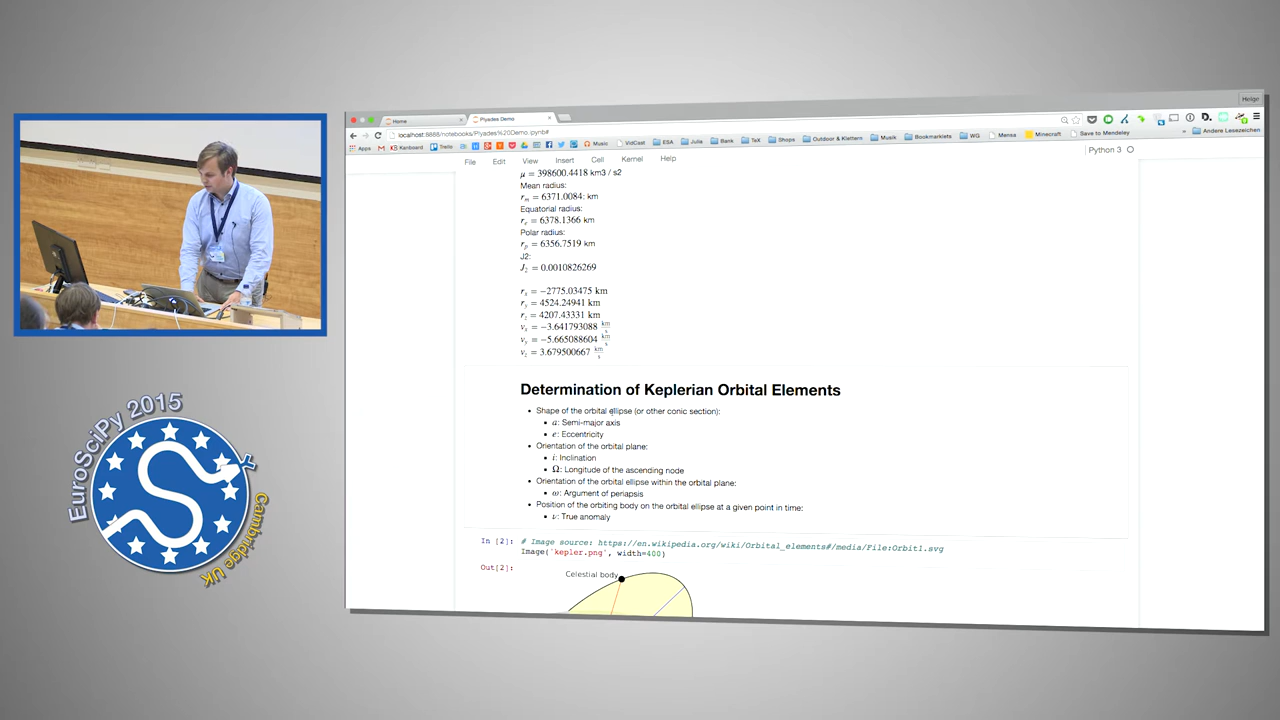 Helge
Home
Plyades Demo
localhost:8888/notebooks/Plyades%20Demo.ipynb#
Apps
Kanboard
Trello
Music
VidCast
ESA
Julia
Bank
TeX
Shops
Outdoor & Klettern
Musik
Bookmarklets
WG
Mensa
Minecraft
Save to Mendeley
Andere Lesezeichen
File Edit View Insert Cell Kernel Help
Python 3
μ = 398600.4418 km3 / s2
Mean radius:
r_m = 6371.0084: km
Equatorial radius:
r_e = 6378.1366 km
Polar radius:
r_p = 6356.7519 km
J2:
J_2 = 0.0010826269
r_x = −2775.03475 km
r_y = 4524.24941 km
r_z = 4207.43331 km
v_x = −3.641793088 km/s
v_y = −5.665088604 km/s
v_z = 3.679500667 km/s
Determination of Keplerian Orbital Elements
• Shape of the orbital ellipse (or other conic section):
▪ a: Semi-major axis
▪ e: Eccentricity
• Orientation of the orbital plane:
▪ i: Inclination
▪ Ω: Longitude of the ascending node
• Orientation of the orbital ellipse within the orbital plane:
▪ ω: Argument of periapsis
• Position of the orbiting body on the orbital ellipse at a given point in time:
▪ ν: True anomaly
In [2]: # Image source: https://en.wikipedia.org/wiki/Orbital_elements#/media/File:Orbit1.svg
Image('kepler.png', width=400)
Out[2]:
Celestial body
EuroSciPy 2015
Cambridge UK